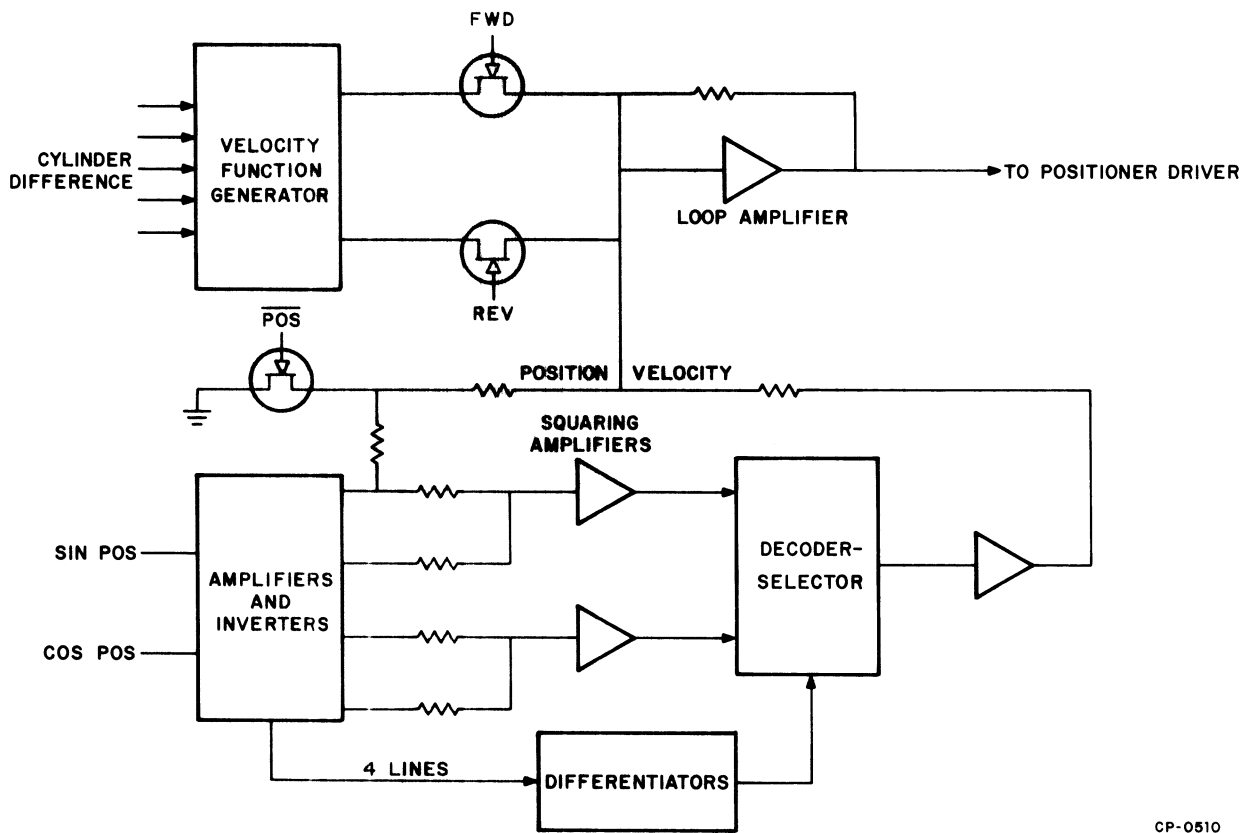 FWD
CYLINDER
DIFFERENCE
VELOCITY
FUNCTION
GENERATOR
LOOP AMPLIFIER
TO POSITIONER DRIVER
REV
POS
POSITION
VELOCITY
SQUARING
AMPLIFIERS
SIN POS
COS POS
AMPLIFIERS
AND
INVERTERS
DECODER-
SELECTOR
4 LINES
DIFFERENTIATORS
CP-0510